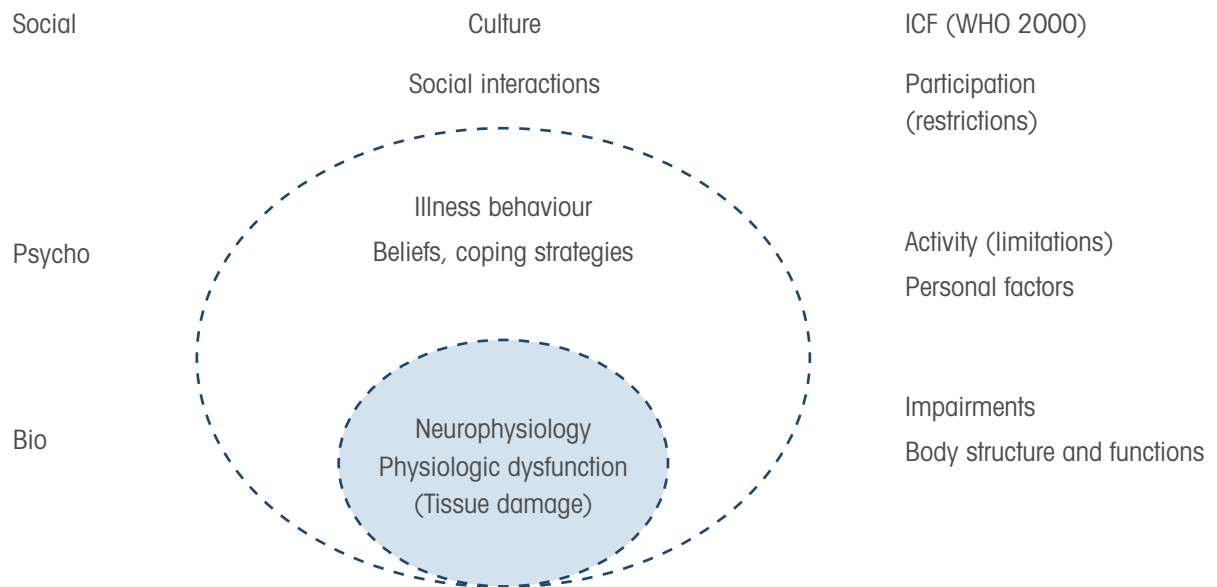 Social
Culture
ICF (WHO 2000)
Social interactions
Participation
(restrictions)
Illness behaviour
Beliefs, coping strategies
Psycho
Activity (limitations)
Personal factors
Neurophysiology
Physiologic dysfunction
(Tissue damage)
Bio
Impairments
Body structure and functions